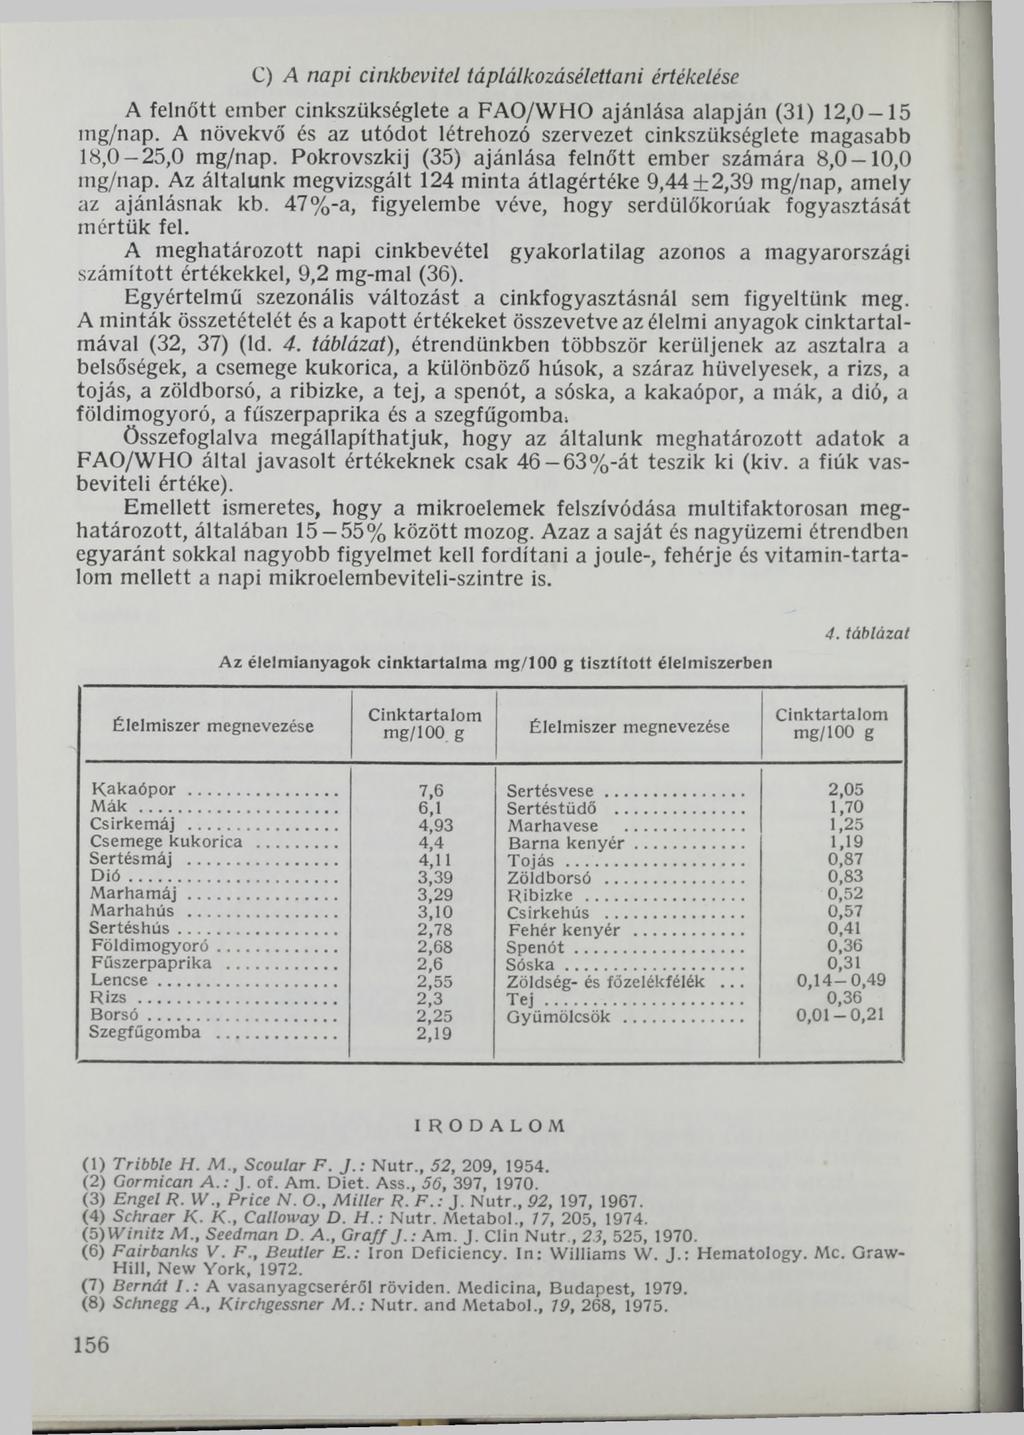 C) A napi cinkbevitel táplálkozásélettani értékelése
A felnőtt ember cinkszükséglete a FAO/WHO ajánlása alapján (31) 12,0–15
mg/nap. A növekvő és az utódot létrehozó szervezet cinkszükséglete magasabb
18,0–25,0 mg/nap. Pokrovszkij (35) ajánlása felnőtt ember számára 8,0–10,0
mg/nap. Az általunk megvizsgált 124 minta átlagértéke 9,44±2,39 mg/nap, amely
az ajánlásnak kb. 47%-a, figyelembe véve, hogy serdülőkorúak fogyasztását
mértük fel.
A meghatározott napi cinkbevétel gyakorlatilag azonos a magyarországi
számított értékekkel, 9,2 mg-mal (36).
Egyértelmű szezonális változást a cinkfogyasztásnál sem figyeltünk meg.
A minták összetételét és a kapott értékeket összevetve az élelmi anyagok cinktartal-
mával (32, 37) (ld. 4. táblázat), étrendünkben többször kerüljenek az asztalra a
belsőségek, a csemege kukorica, a különböző húsok, a száraz hüvelyesek, a rizs, a
tojás, a zöldborsó, a ribizke, a tej, a spenót, a sóska, a kakaópor, a mák, a dió, a
földimogyoró, a fűszerpaprika és a szegfűgomba.
Összefoglalva megállapíthatjuk, hogy az általunk meghatározott adatok a
FAO/WHO által javasolt értékeknek csak 46–63%-át teszik ki (kiv. a fiúk vas-
beviteli értéke).
Emellett ismeretes, hogy a mikroelemek felszívódása multifaktorosan meg-
határozott, általában 15–55% között mozog. Azaz a saját és nagyüzemi étrendben
egyaránt sokkal nagyobb figyelmet kell fordítani a joule-, fehérje és vitamin-tarta-
lom mellett a napi mikroelembeviteli-szintre is.
4. táblázat
Az élelmianyagok cinktartalma mg/100 g tisztított élelmiszerben
Élelmiszer megnevezése Cinktartalom mg/100 g Élelmiszer megnevezése Cinktartalom mg/100 g
Kakaópor ............... 7,6 Sertésvese ............... 2,05
Mák ............... 6,1 Sertéstüdő ............... 1,70
Csirkemáj ............... 4,93 Marhavese ............... 1,25
Csemege kukorica ......... 4,4 Barna kenyér ............ 1,19
Sertésmáj ............... 4,11 Tojás ............... 0,87
Dió ............... 3,39 Zöldborsó ............... 0,83
Marhamáj ............... 3,29 Ribizke ............... 0,52
Marhahús ............... 3,10 Csirkehús ............... 0,57
Sertéshús ............... 2,78 Fehér kenyér ............ 0,41
Földimogyoró ............ 2,68 Spenót ............... 0,36
Fűszerpaprika ............ 2,6 Sóska ............... 0,31
Lencse ............... 2,55 Zöldség- és főzelékfélék ... 0,14–0,49
Rizs ............... 2,3 Tej ............... 0,36
Borsó ............... 2,25 Gyümölcsök ............ 0,01–0,21
Szegfűgomba ............ 2,19
IRODALOM
(1) Tribble H. M., Scoular F. J.: Nutr., 52, 209, 1954.
(2) Gormican A.: J. of. Am. Diet. Ass., 56, 397, 1970.
(3) Engel R. W., Price N. O., Miller R. F.: J. Nutr., 92, 197, 1967.
(4) Schraer K. K., Calloway D. H.: Nutr. Metabol., 17, 205, 1974.
(5) Winitz M., Seedman D. A., Graff J.: Am. J. Clin Nutr., 23, 525, 1970.
(6) Fairbanks V. F., Beutler E.: Iron Deficiency. In: Williams W. J.: Hematology. Mc. Graw-
Hill, New York, 1972.
(7) Bernát I.: A vasanyagcseréről röviden. Medicina, Budapest, 1979.
(8) Schnegg A., Kirchgessner M.: Nutr. and Metabol., 19, 268, 1975.
156